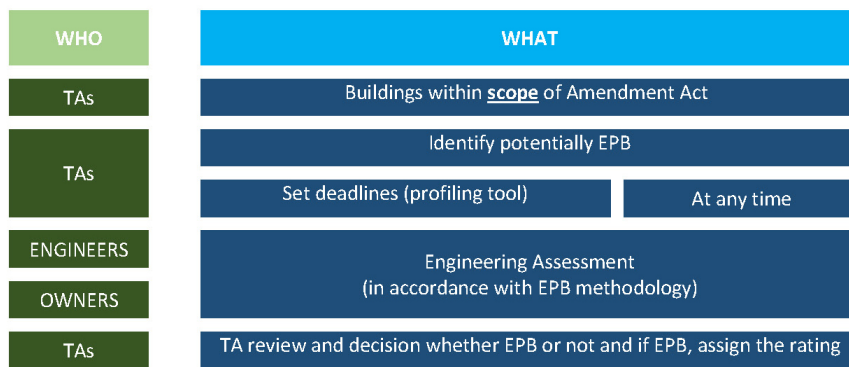 WHO
WHAT
TAs
Buildings within scope of Amendment Act
TAs
Identify potentially EPB
Set deadlines (profiling tool)
At any time
ENGINEERS
OWNERS
Engineering Assessment
(in accordance with EPB methodology)
TAs
TA review and decision whether EPB or not and if EPB, assign the rating